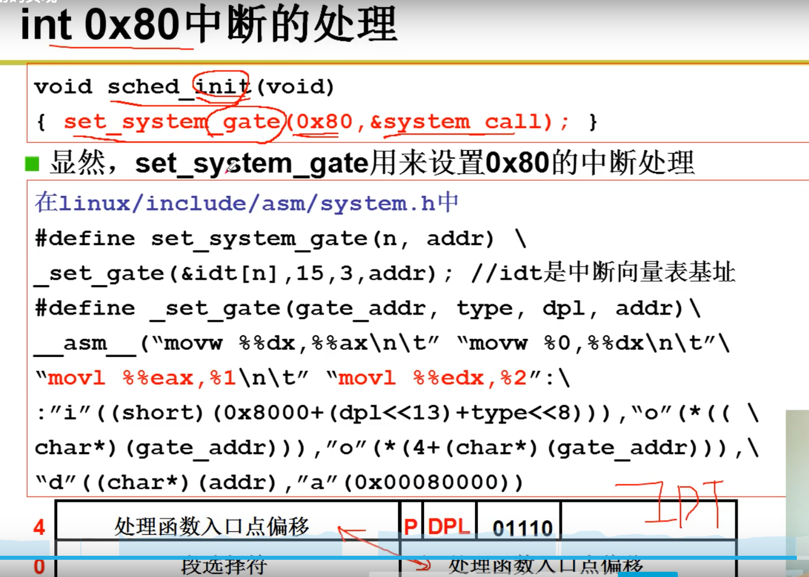 int 0x80中断的处理
void sched_init(void)
{ set_system_gate(0x80,&system_call); }
显然，set_system_gate用来设置0x80的中断处理
在linux/include/asm/system.h中
#define set_system_gate(n, addr) \
_set_gate(&idt[n],15,3,addr); //idt是中断向量表基址
#define _set_gate(gate_addr, type, dpl, addr)\
__asm__(“movw %%dx,%%ax\n\t” “movw %0,%%dx\n\t”\
“movl %%eax,%1\n\t” “movl %%edx,%2”:\
:”i”((short)(0x8000+(dpl<<13)+type<<8))),“o”(*(( \
char*)(gate_addr))),”o”(*(4+(char*)(gate_addr))),\
“d”((char*)(addr),”a”(0x00080000))
IDT
4 处理函数入口点偏移 P DPL 01110
0 段选择符 处理函数入口点偏移